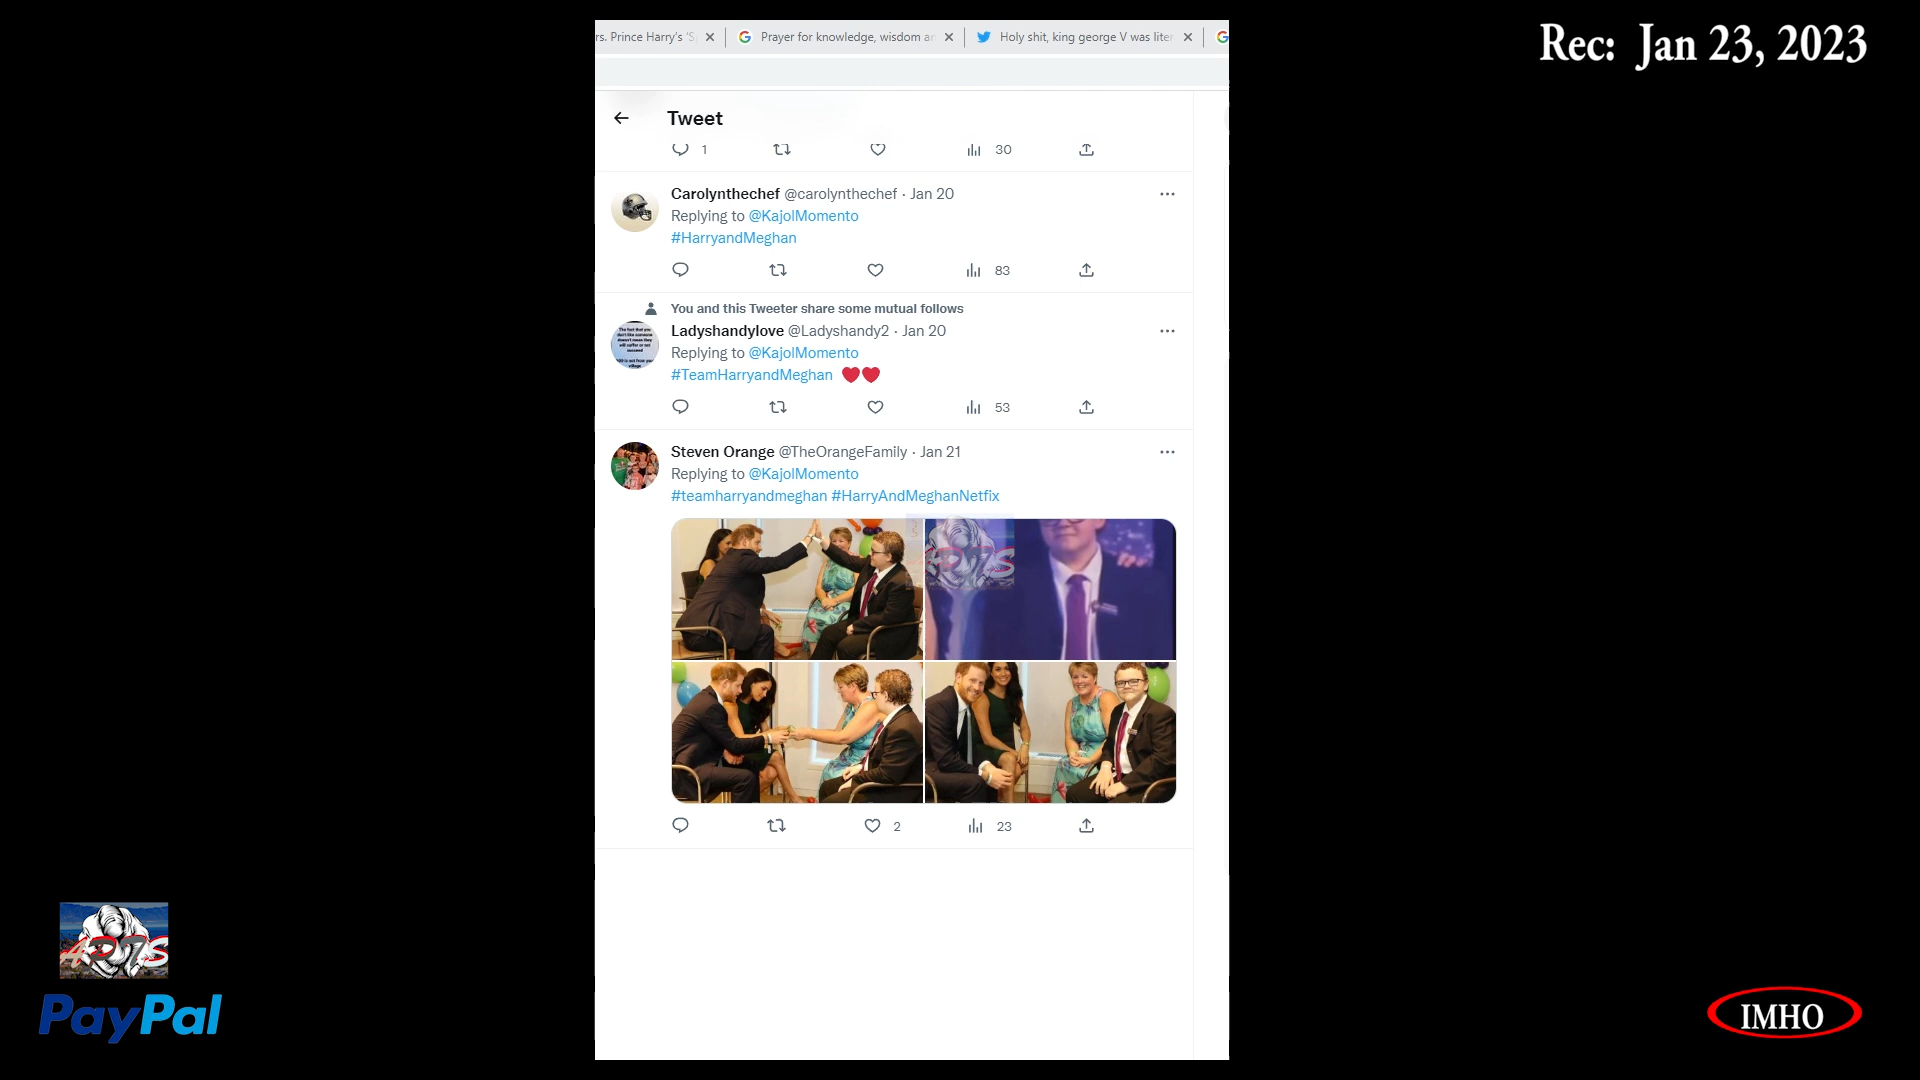 Rec: Jan 23, 2023
rs. Prince Harry's 'S
Prayer for knowledge, wisdom a
Holy shit, king george V was liter
Tweet
1
30
Carolynthechef @carolynthechef · Jan 20
Replying to @KajolMomento
#HarryandMeghan
83
You and this Tweeter share some mutual follows
Ladyshandylove @Ladyshandy2 · Jan 20
Replying to @KajolMomento
#TeamHarryandMeghan ❤️❤️
53
Steven Orange @TheOrangeFamily · Jan 21
Replying to @KajolMomento
#teamharryandmeghan #HarryAndMeghanNetfix
2
23
PayPal
IMHO